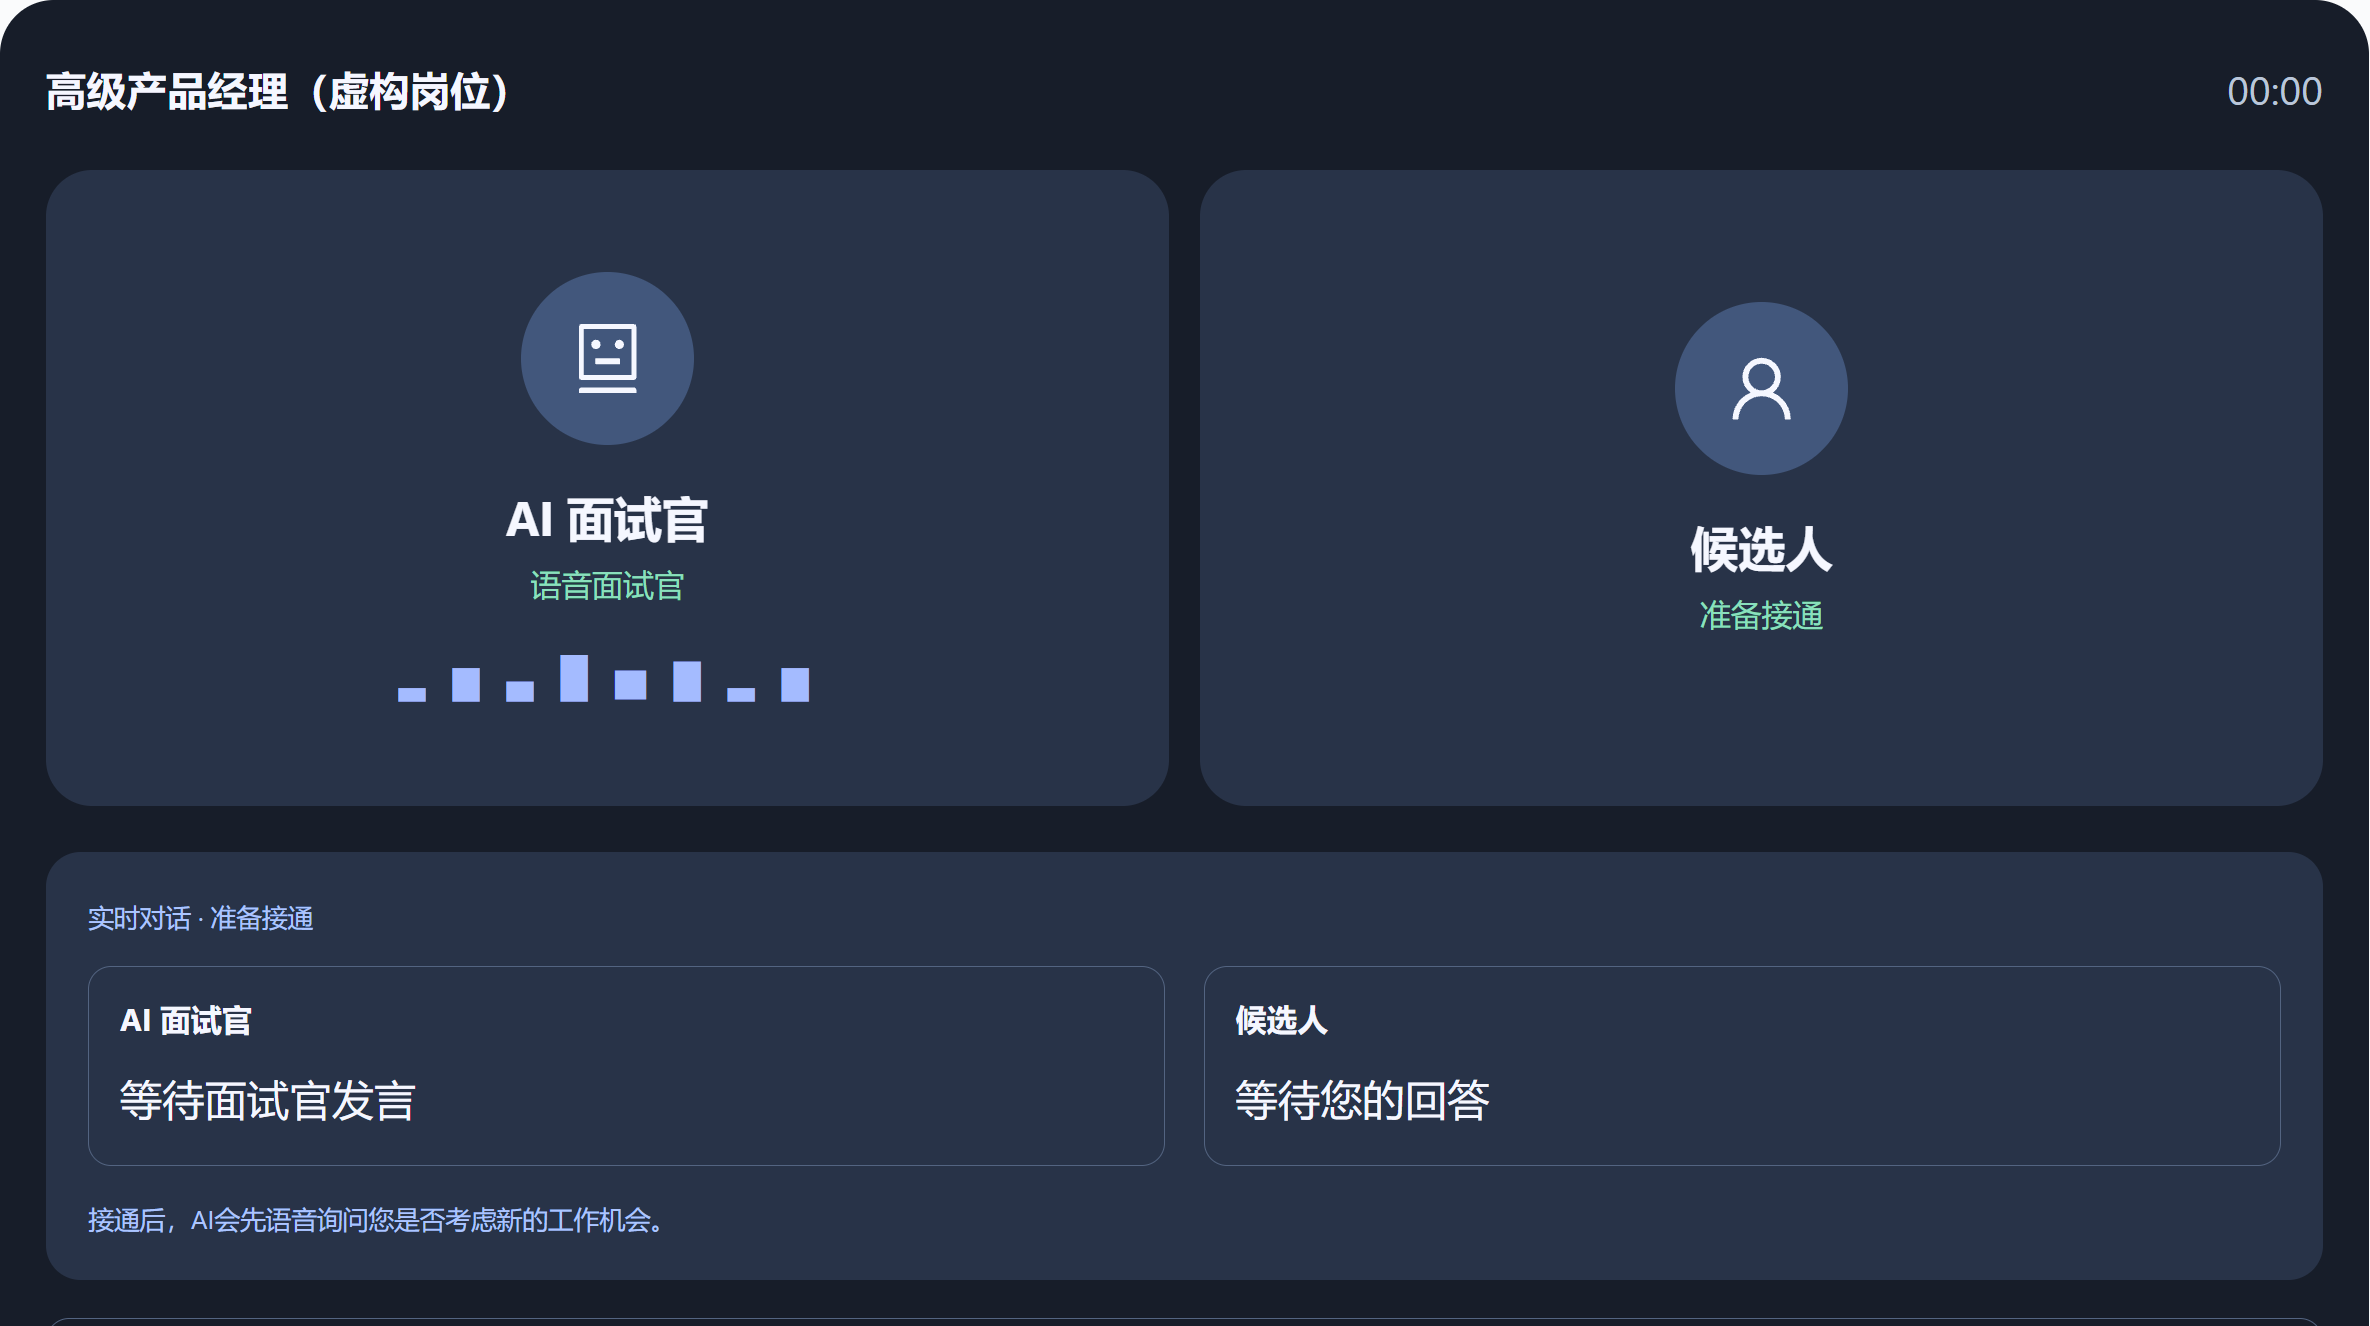 高级产品经理（虚构岗位）
00:00
AI 面试官
语音面试官
候选人
准备接通
实时对话 · 准备接通
AI 面试官
等待面试官发言
候选人
等待您的回答
接通后，AI会先语音询问您是否考虑新的工作机会。